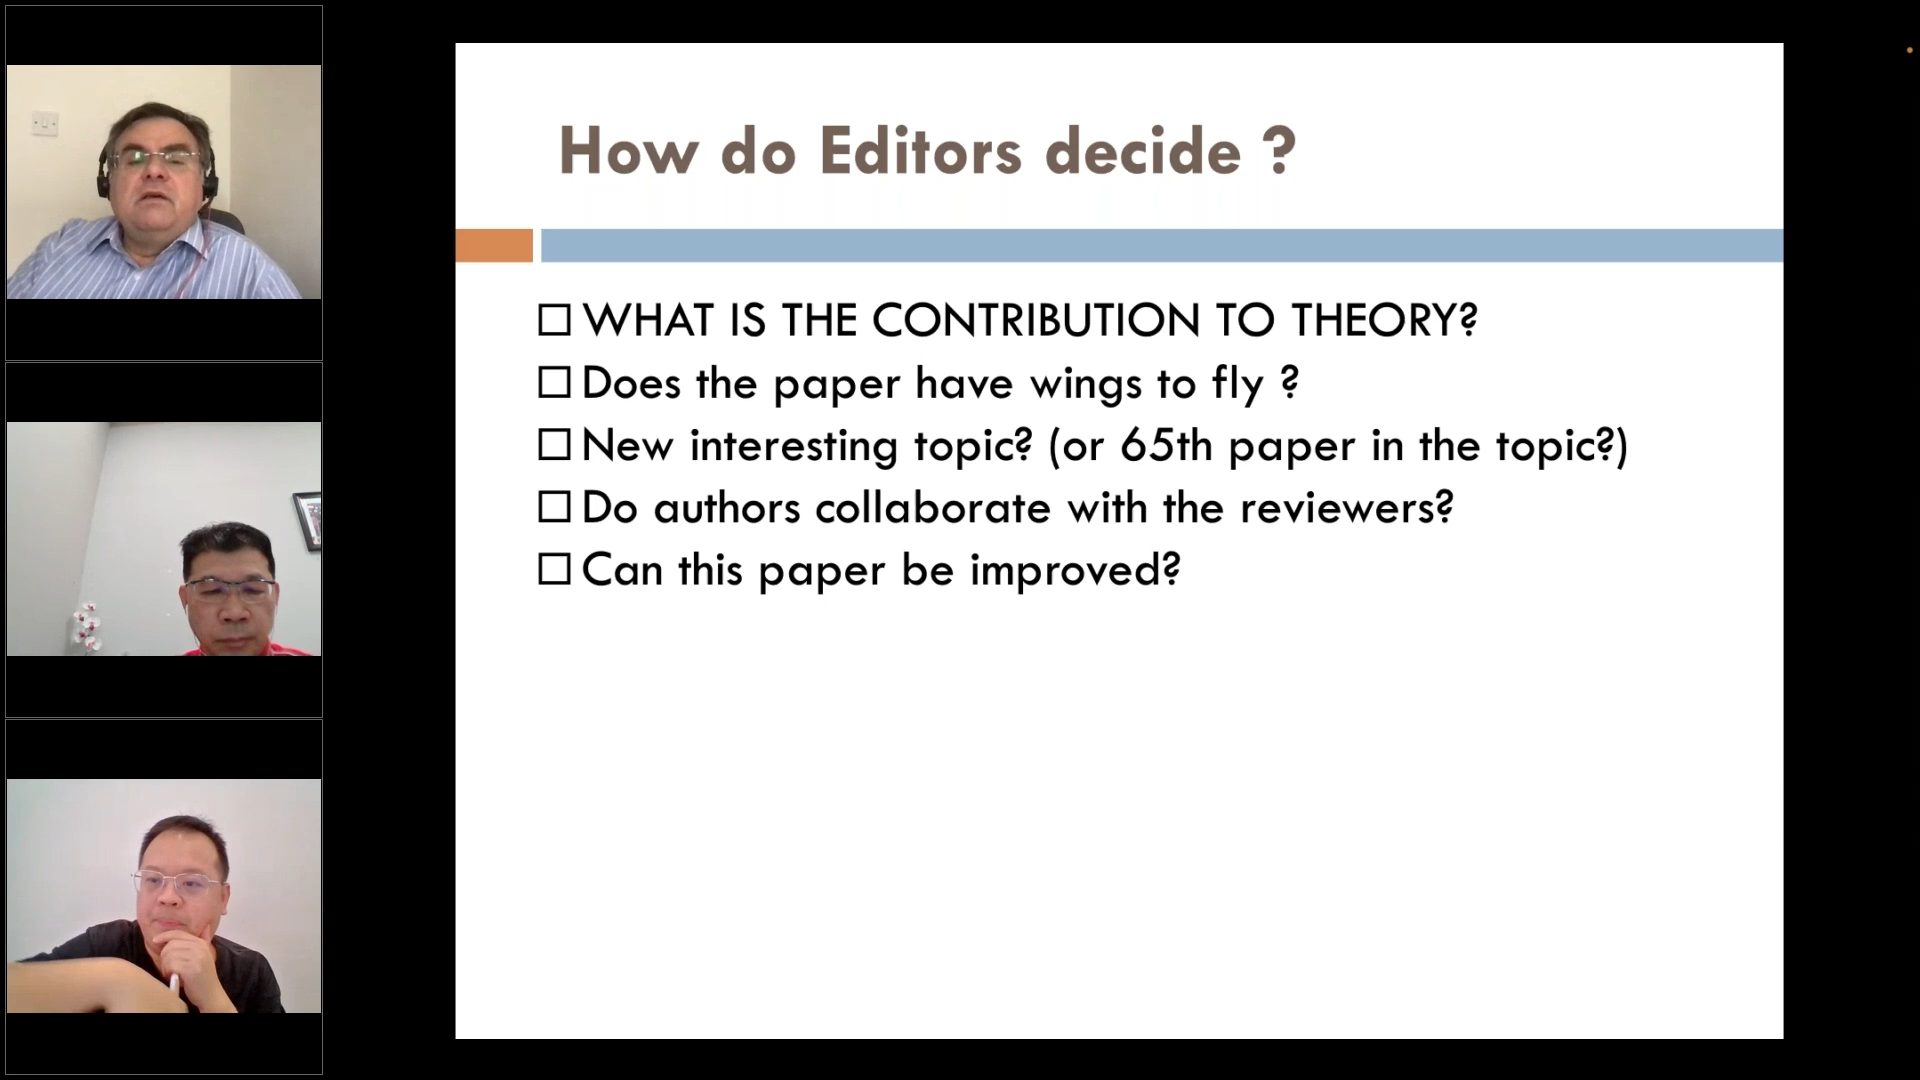 How do Editors decide ?
WHAT IS THE CONTRIBUTION TO THEORY?
Does the paper have wings to fly ?
New interesting topic? (or 65th paper in the topic?)
Do authors collaborate with the reviewers?
Can this paper be improved?